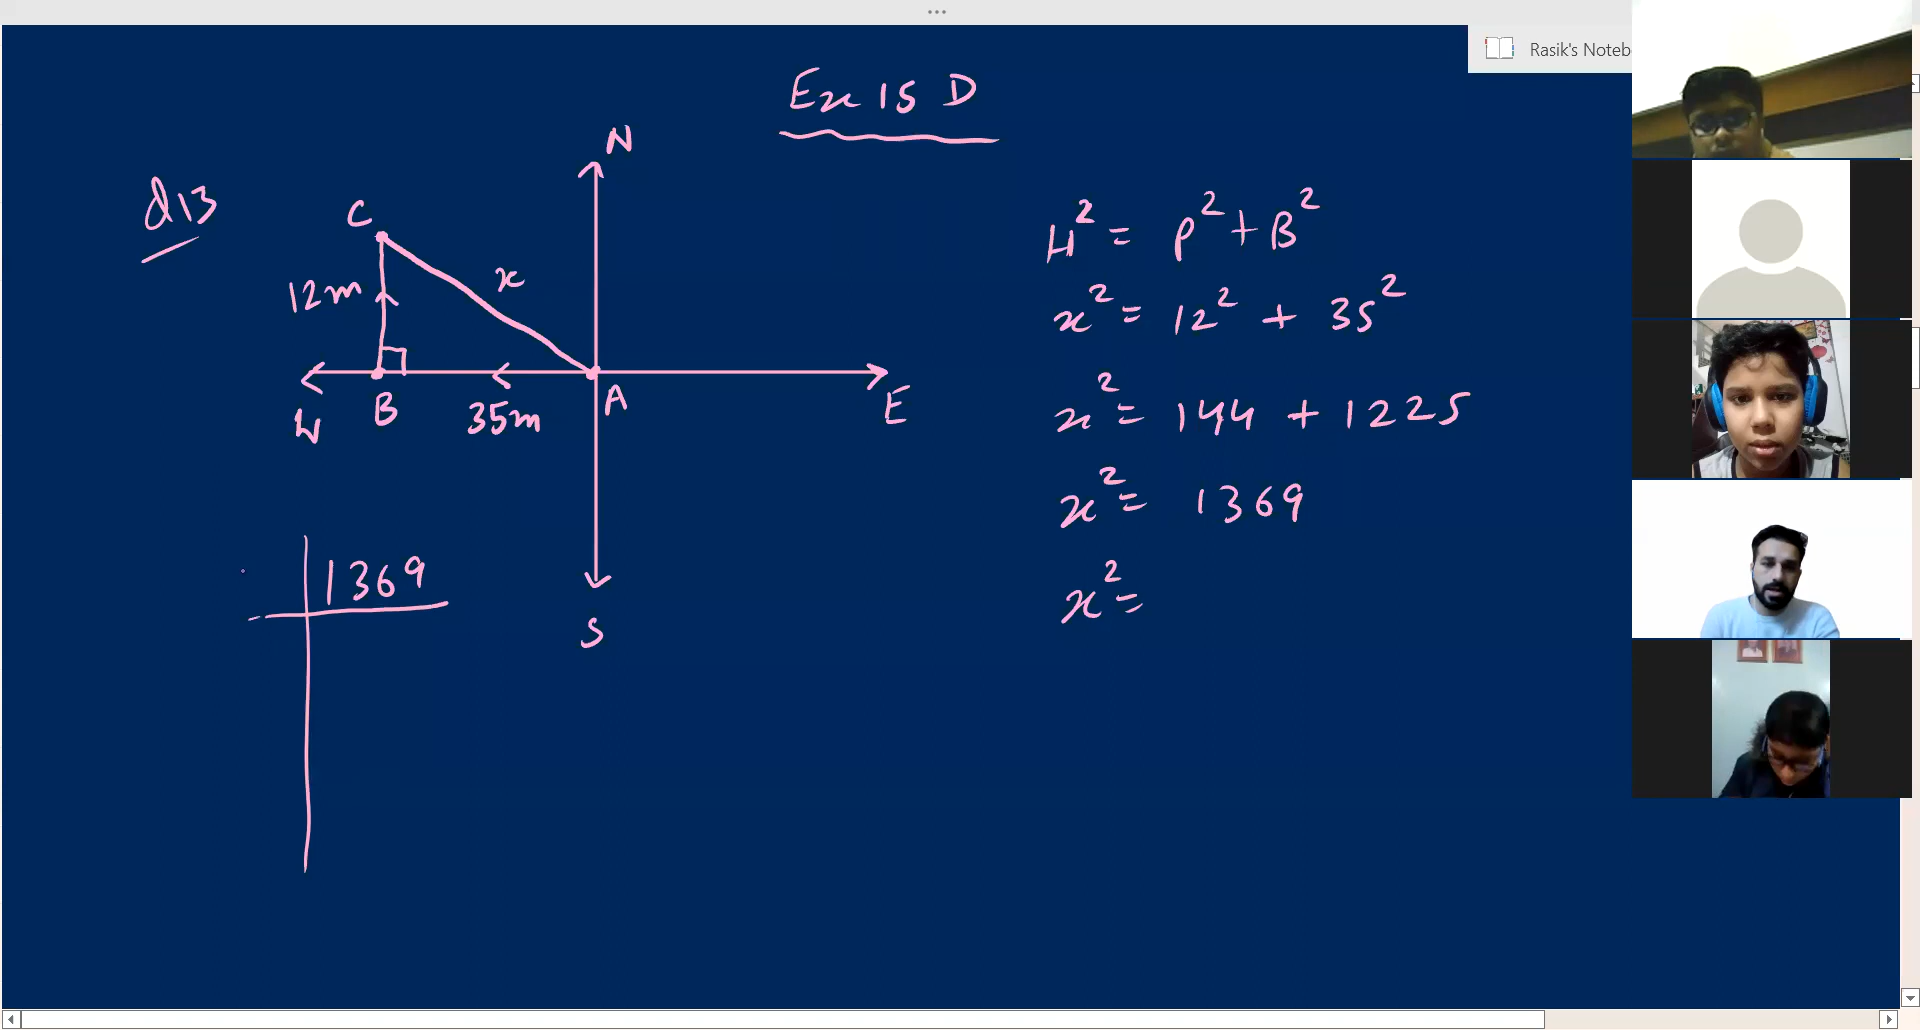 Rasik's Noteb
Ex 15 D
N
d13
C
12m
x
W
B
35m
A
E
S
1369
H² = P² + B²
x² = 12² + 35²
x² = 144 + 1225
x² = 1369
x² =